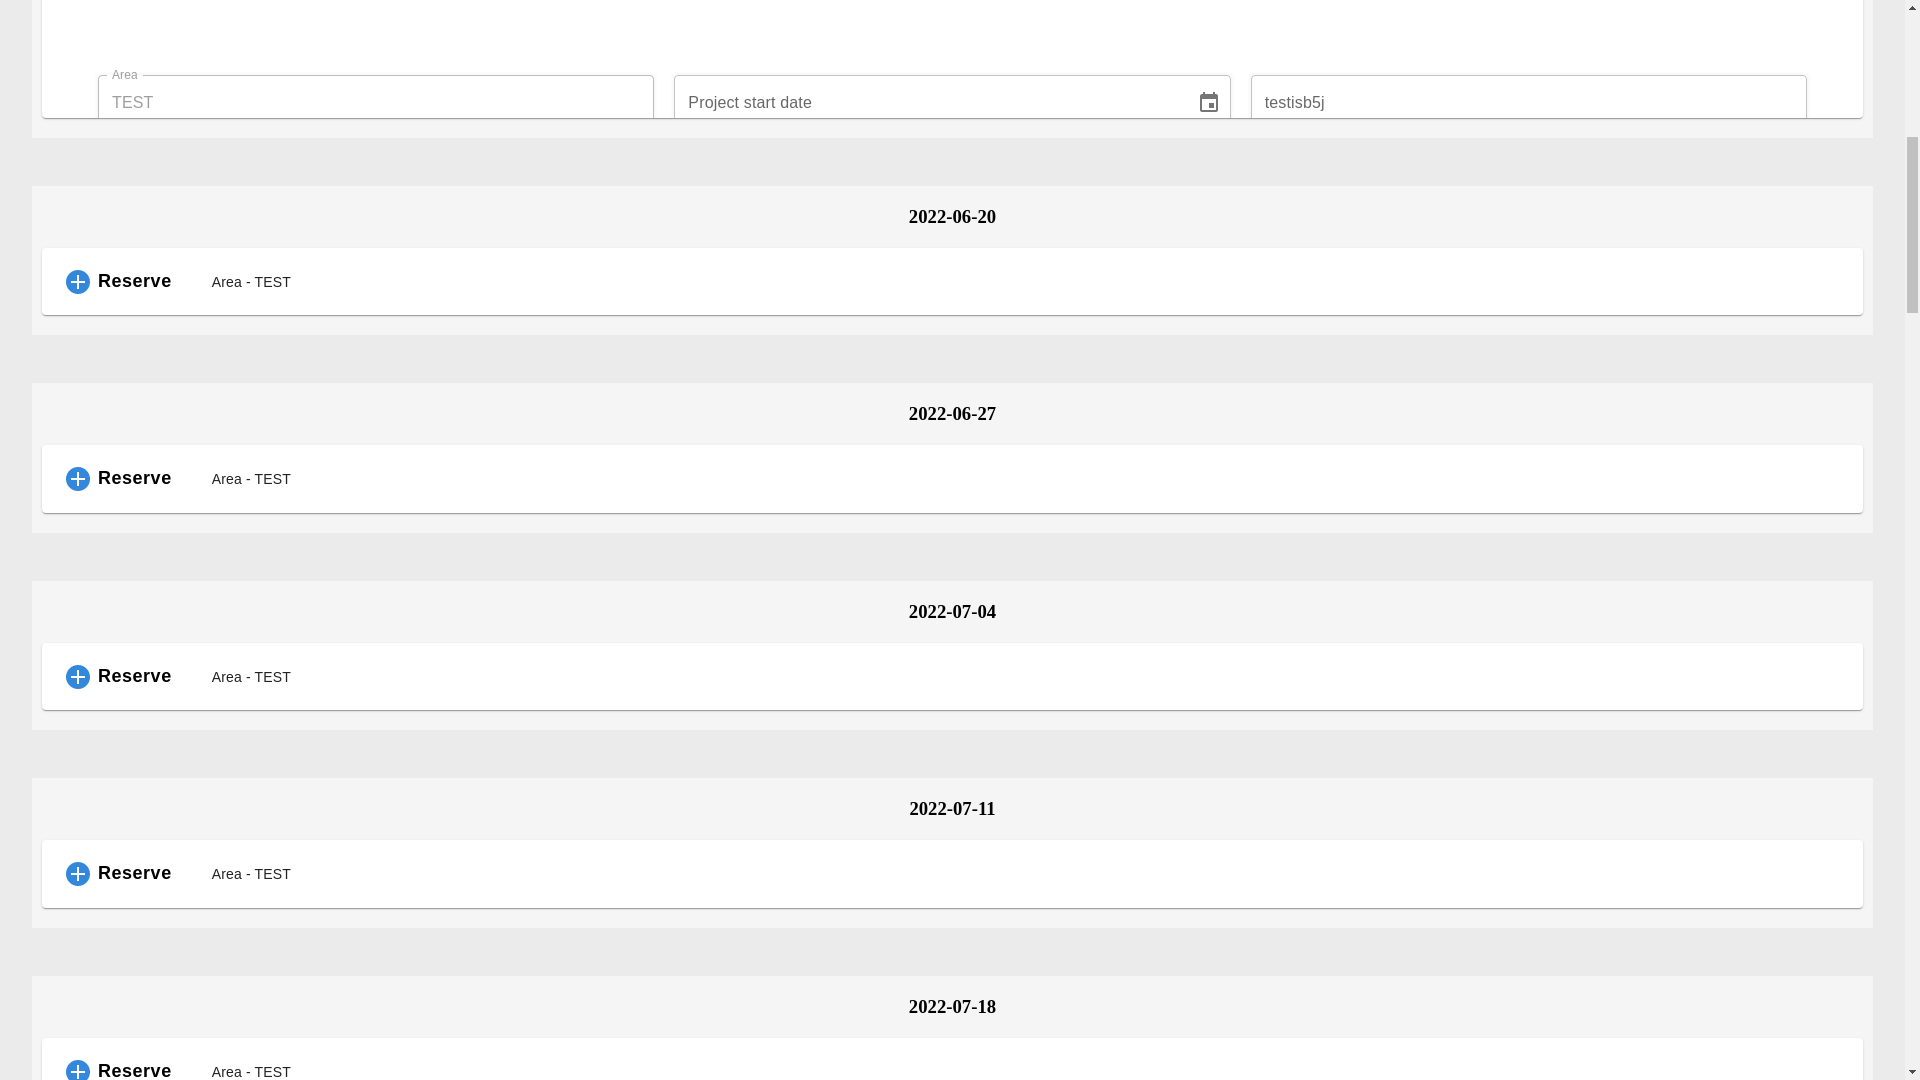 Area
TEST
Project start date
testisb5j
2022-06-20
Reserve Area - TEST
2022-06-27
Reserve Area - TEST
2022-07-04
Reserve Area - TEST
2022-07-11
Reserve Area - TEST
2022-07-18
Reserve Area - TEST